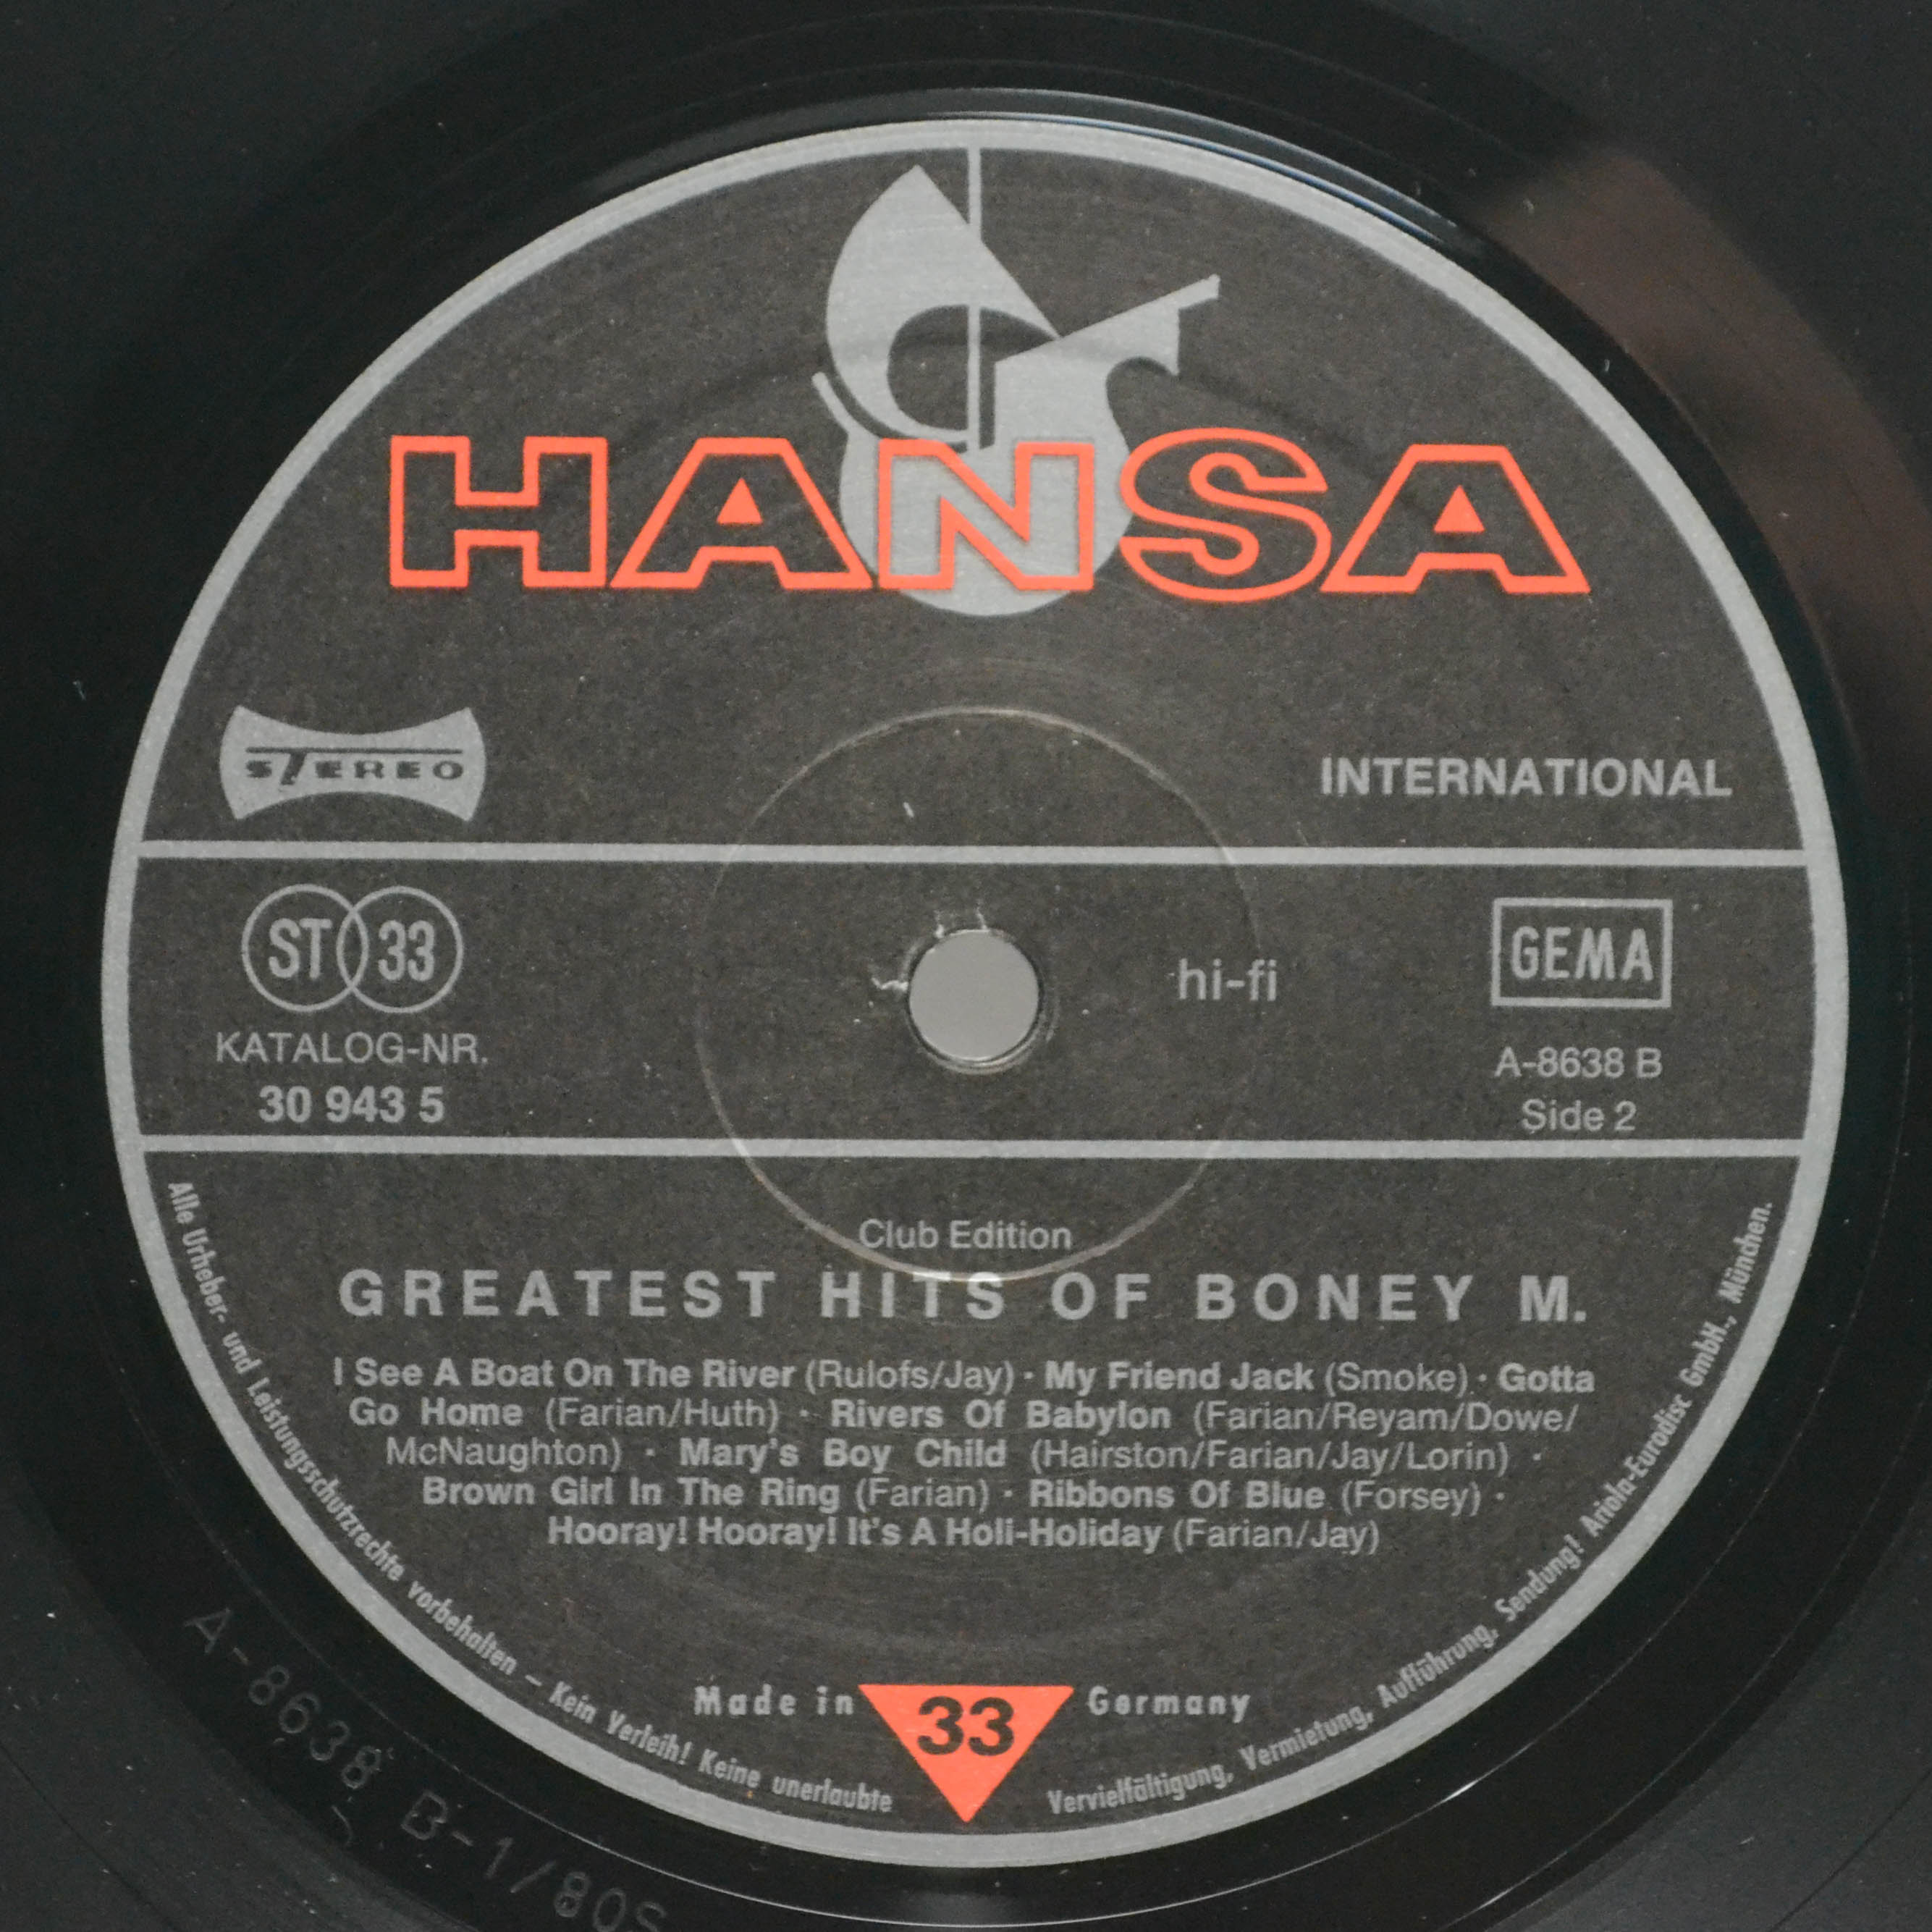 HANSA
STEREO
INTERNATIONAL
ST 33
hi-fi
GEMA
KATALOG-NR.
30 943 5
A-8638 B
Side 2
Club Edition
GREATEST HITS OF BONEY M.
I See A Boat On The River (Rulofs/Jay) · My Friend Jack (Smoke) · Gotta
Go Home (Farian/Huth) · Rivers Of Babylon (Farian/Reyam/Dowe/
McNaughton) · Mary's Boy Child (Hairston/Farian/Jay/Lorin) ·
Brown Girl In The Ring (Farian) · Ribbons Of Blue (Forsey) ·
Hooray! Hooray! It's A Holi-Holiday (Farian/Jay)
Made in 33 Germany
Alle Urheber- und Leistungsschutzrechte vorbehalten – Kein Verleih! Keine unerlaubte Vervielfältigung, Vermietung, Aufführung, Sendung! Ariola-Eurodisc GmbH., München.
A-8638 B-1/80S